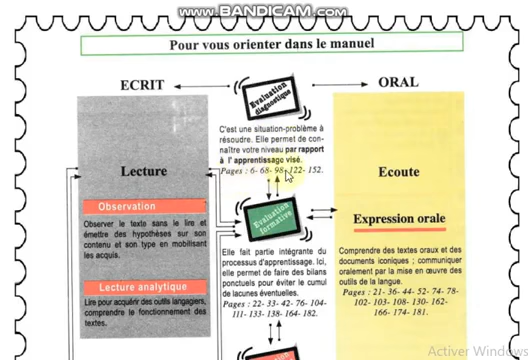 www.BANDICAM.com
Pour vous orienter dans le manuel
ECRIT
ORAL
Evaluation
diagnostique
C'est une situation-problème à
résoudre. Elle permet de con-
naître votre niveau par rapport
à l' apprentissage visé.
Pages : 6- 68- 98- 122- 152.
Lecture
Observation
Observer le texte sans le lire et
émettre des hypothèses sur son
contenu et son type en mobilisant
les acquis.
Lecture analytique
Lire pour acquérir des outils langagiers,
comprendre le fonctionnement des
textes.
Evaluation
formative
Elle fait partie intégrante du
processus d'apprentissage. Ici,
elle permet de faire des bilans
ponctuels pour éviter le cumul
de lacunes éventuelles.
Pages : 22- 33- 42- 76- 104-
111- 133- 138- 164- 182.
Ecoute
Expression orale
Comprendre des textes oraux et des
documents iconiques ; communiquer
oralement par la mise en œuvre des
outils de la langue.
Pages : 21- 36- 44- 52- 74- 78-
102- 103- 108- 130- 162-
166- 174- 181.
Activer Windows